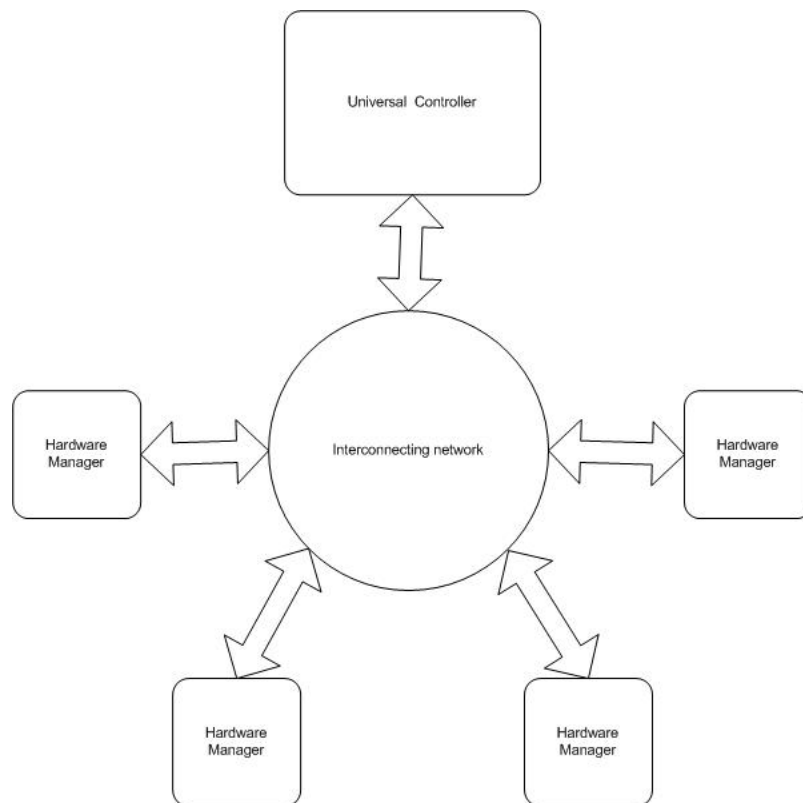 Universal Controller
Interconnecting network
Hardware
Manager
Hardware
Manager
Hardware
Manager
Hardware
Manager